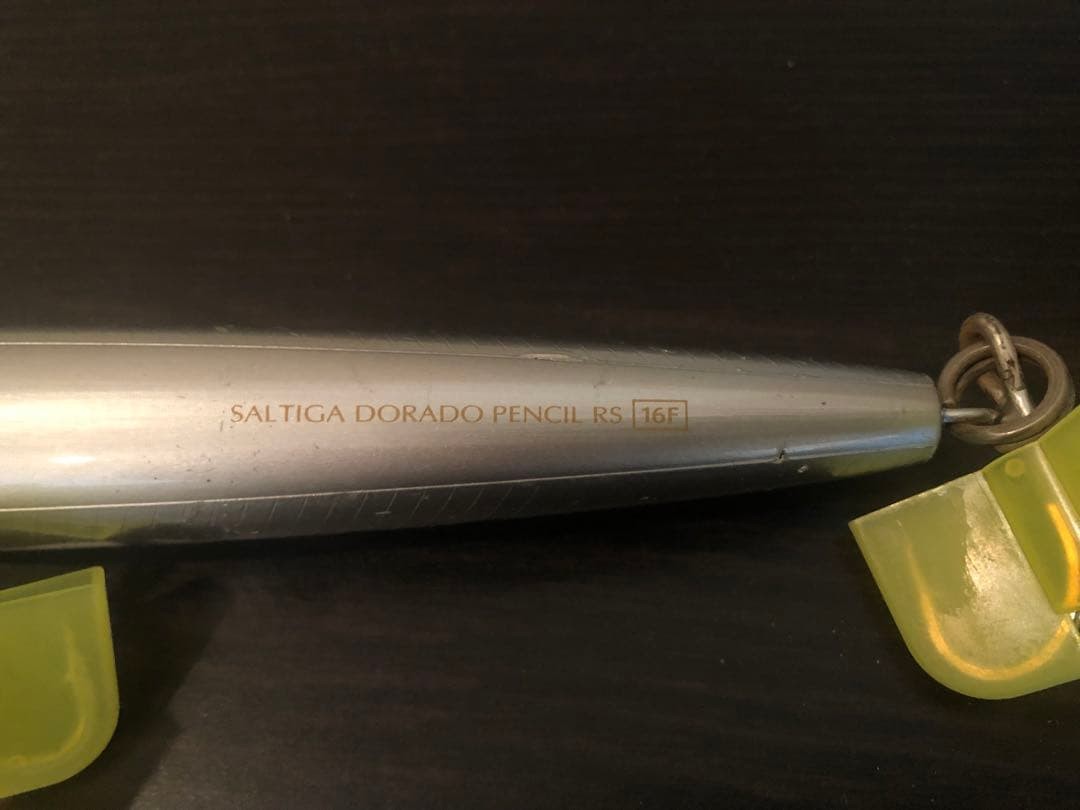 SALTIGA DORADO PENCIL RS 16F